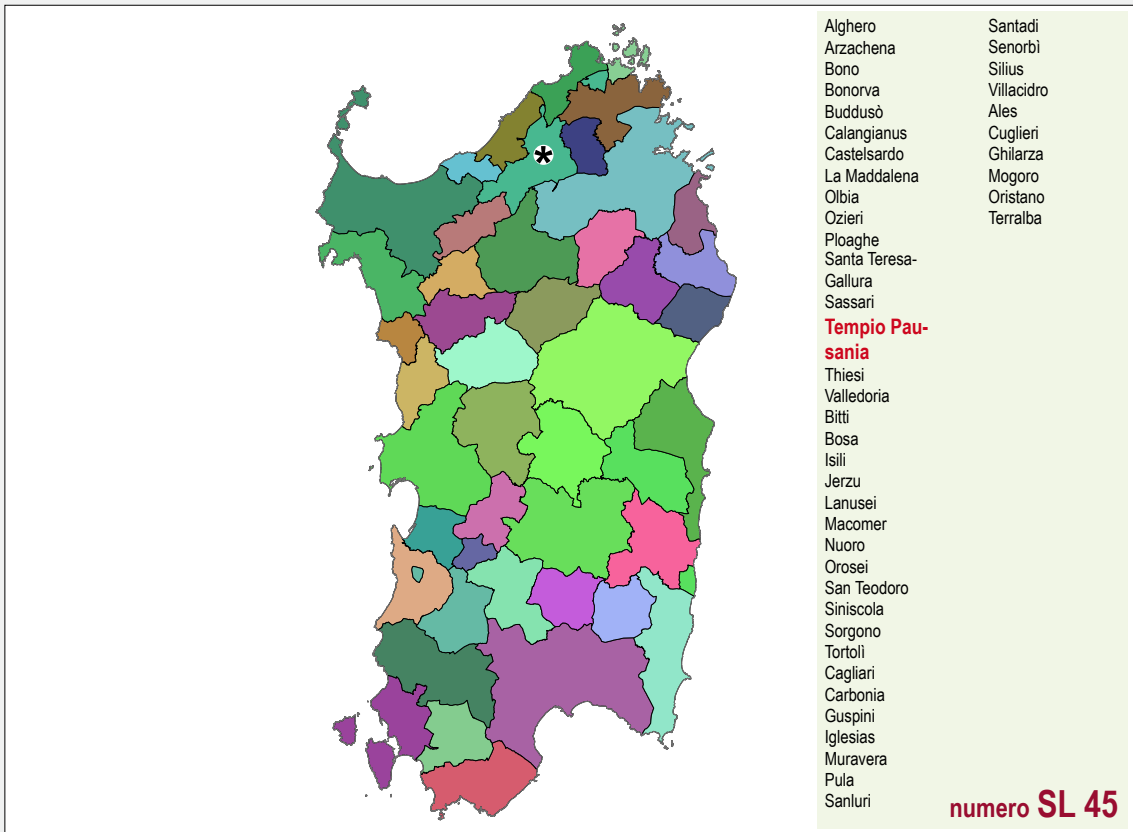 Alghero
Arzachena
Bono
Bonorva
Buddusò
Calangianus
Castelsardo
La Maddalena
Olbia
Ozieri
Ploaghe
Santa Teresa-
Gallura
Sassari
Tempio Pau-
sania
Thiesi
Valledoria
Bitti
Bosa
Isili
Jerzu
Lanusei
Macomer
Nuoro
Orosei
San Teodoro
Siniscola
Sorgono
Tortolì
Cagliari
Carbonia
Guspini
Iglesias
Muravera
Pula
Sanluri
Santadi
Senorbì
Silius
Villacidro
Ales
Cuglieri
Ghilarza
Mogoro
Oristano
Terralba
numero SL 45